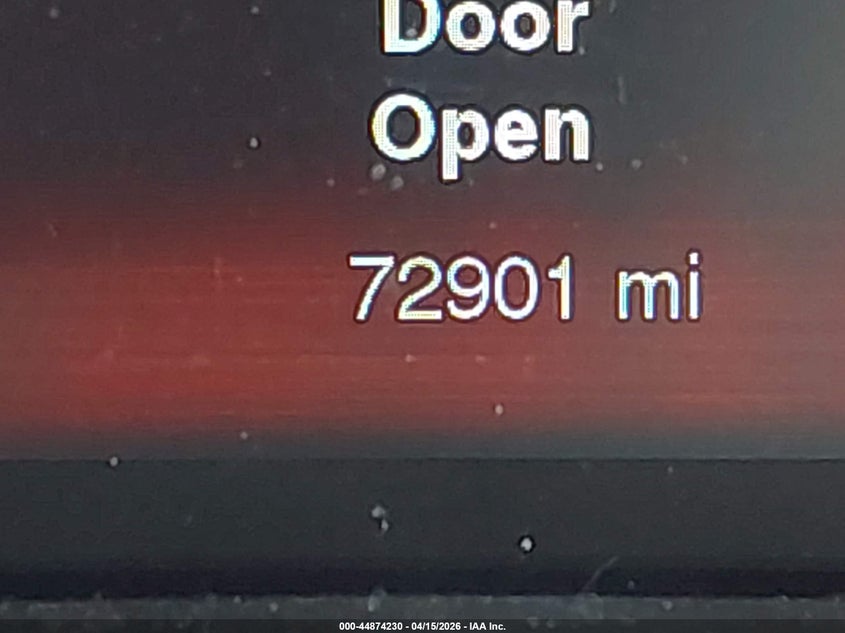 Door
Open
72901 mi
000-44874230 - 04/15/2026 - IAA Inc.